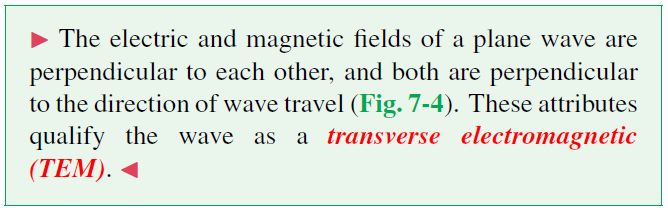 ► The electric and magnetic fields of a plane wave are
perpendicular to each other, and both are perpendicular
to the direction of wave travel (Fig. 7-4). These attributes
qualify the wave as a transverse electromagnetic
(TEM). ◄